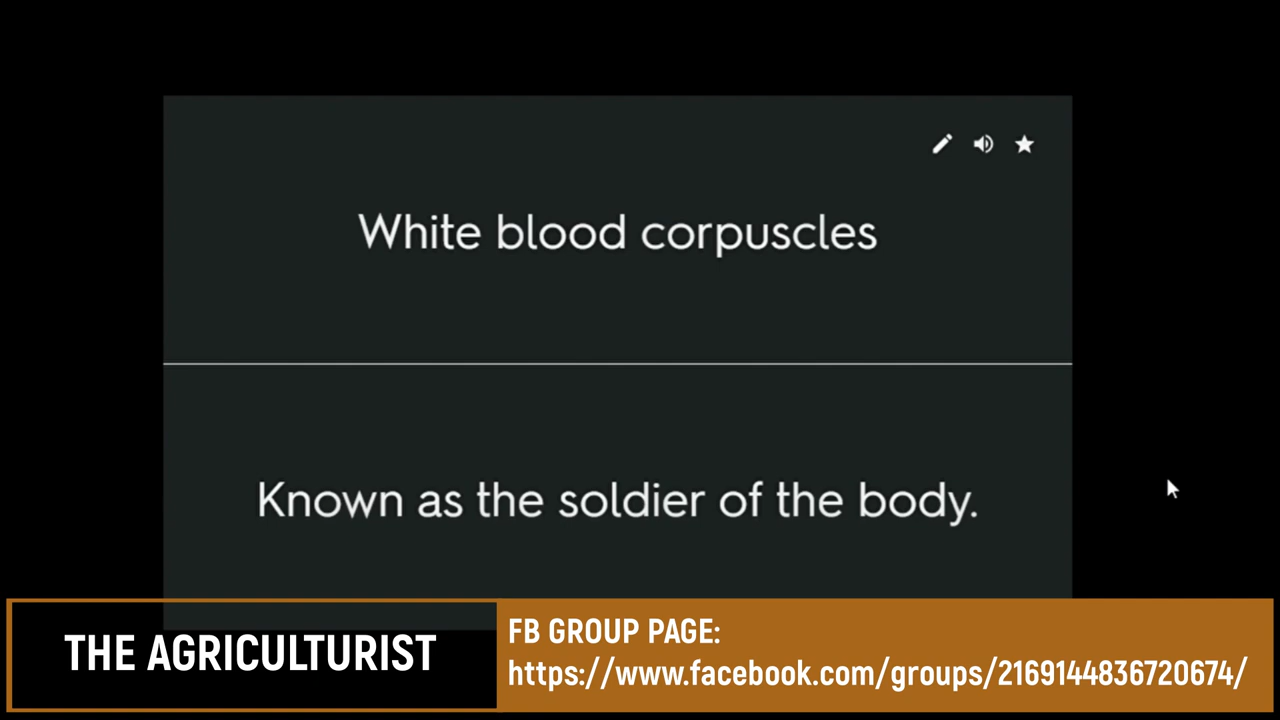 White blood corpuscles
Known as the soldier of the body.
THE AGRICULTURIST
FB GROUP PAGE:
https://www.facebook.com/groups/2169144836720674/